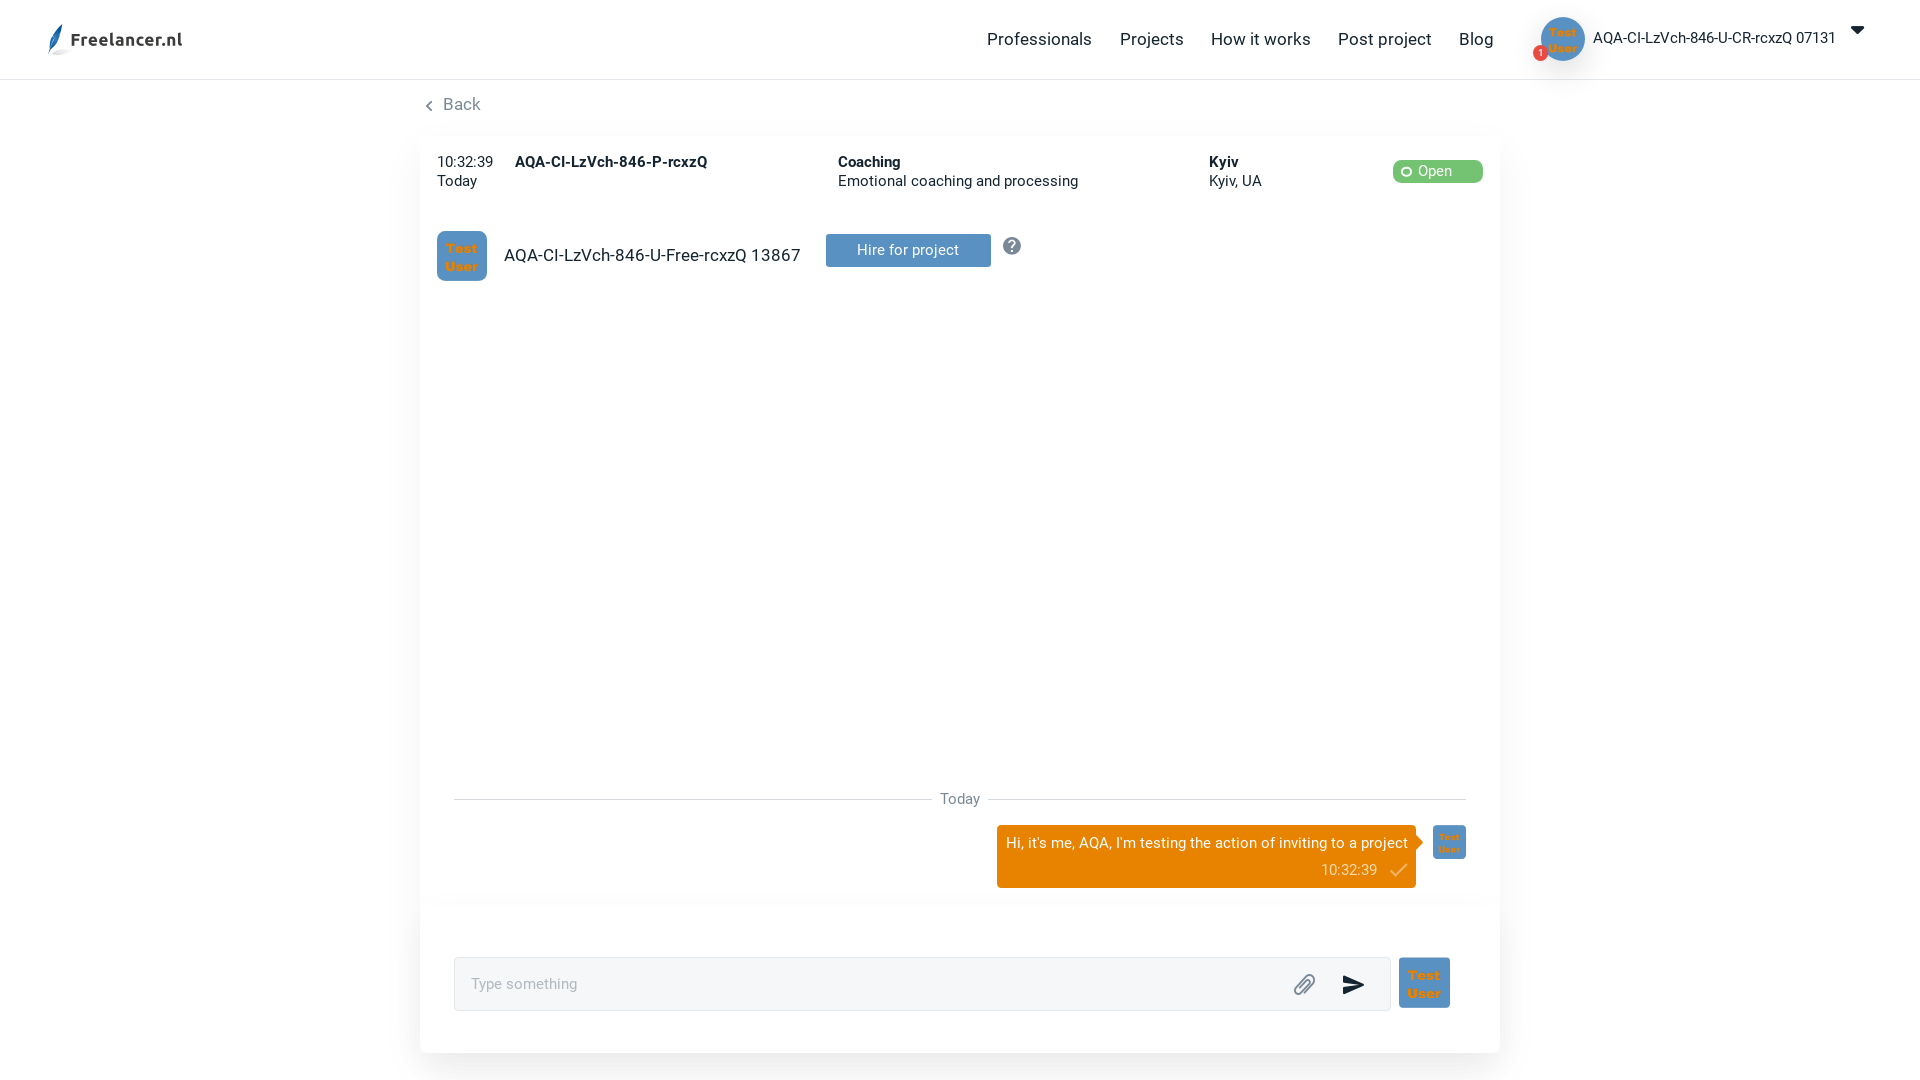 Freelancer.nl
Professionals
Projects
How it works
Post project
Blog
Test
User
1
AQA-CI-LzVch-846-U-CR-rcxzQ 07131
Back
10:32:39
Today
AQA-CI-LzVch-846-P-rcxzQ
Coaching
Emotional coaching and processing
Kyiv
Kyiv, UA
Open
Test
User
AQA-CI-LzVch-846-U-Free-rcxzQ 13867
Hire for project
?
Today
Hi, it's me, AQA, I'm testing the action of inviting to a project
10:32:39
Test
User
Type something
Test
User